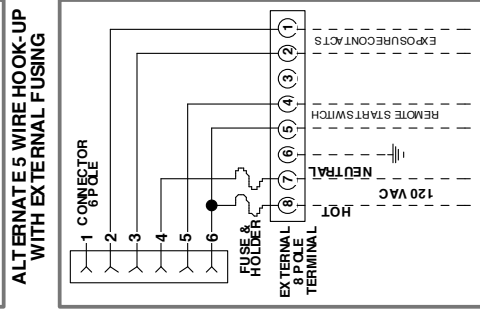 ALTERNATE 5 WIRE HOOK-UP
WITH EXTERNAL FUSING
CONNECTOR
6 POLE
1
2
3
4
5
6
FUSE &
HOLDER
EXTERNAL
8 POLE
TERMINAL
1
2
3
4
5
6
7
8
EXPOSURE CONTACTS
REMOTE START SWITCH
NEUTRAL
120 VAC
HOT